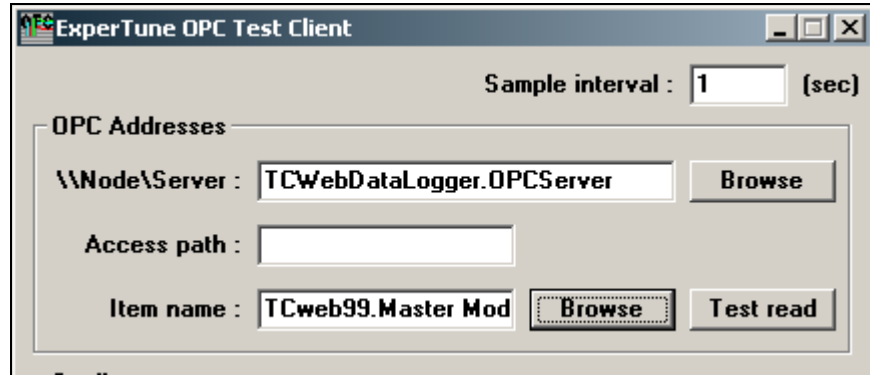 OPC ExperTune OPC Test Client
Sample interval : 1 (sec)
OPC Addresses
\\Node\Server : TCWebDataLogger.OPCServer Browse
Access path :
Item name : TCweb99.Master Mod Browse Test read